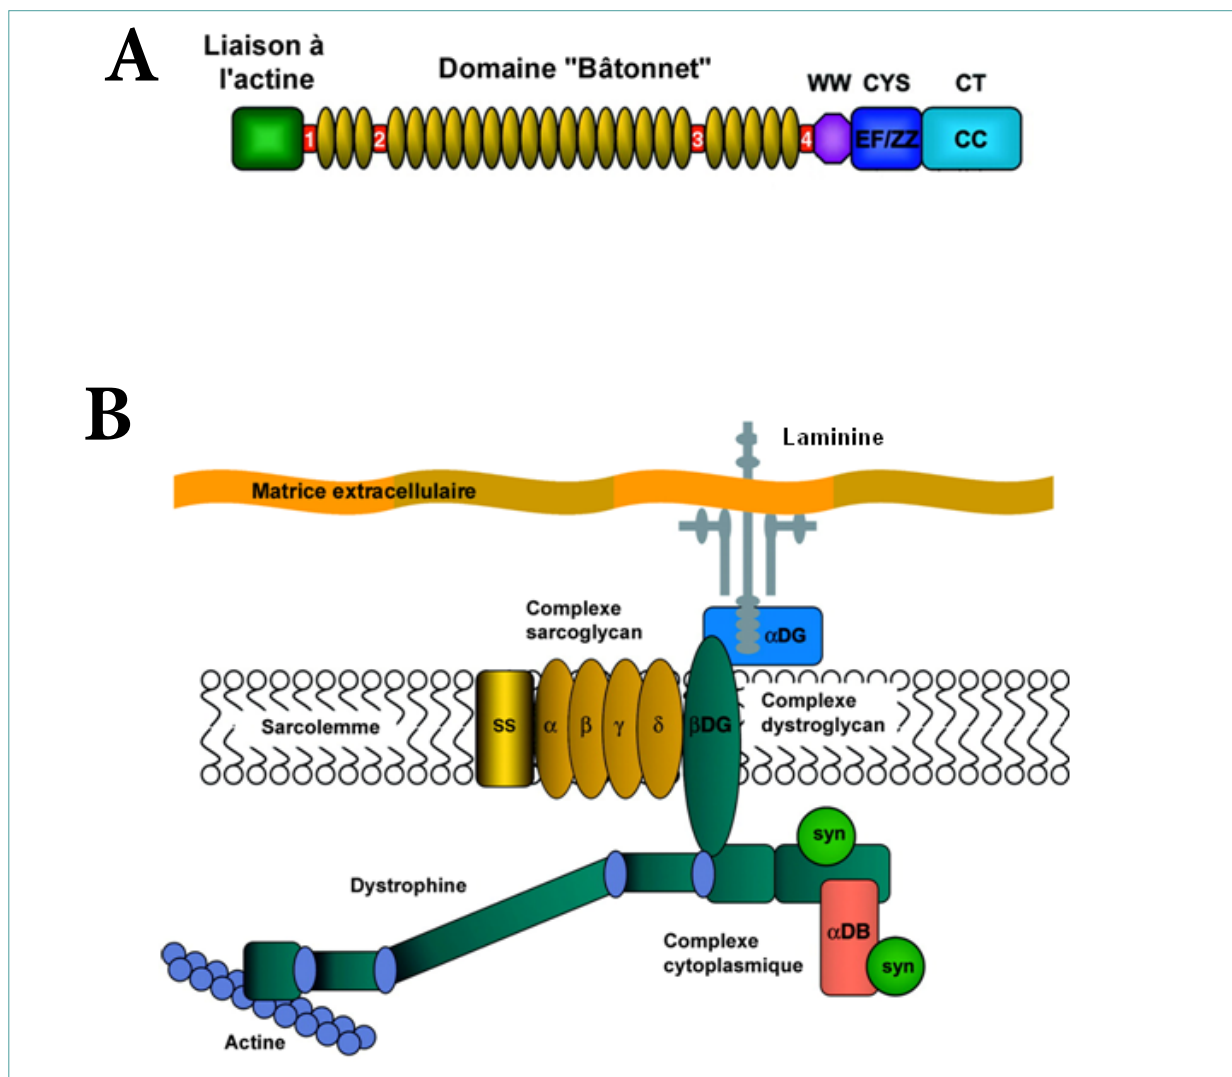 A
Liaison à
l'actine
Domaine "Bâtonnet"
WW CYS CT
1 2 3 4 EF/ZZ CC
B
Laminine
Matrice extracellulaire
Complexe
sarcoglycan
αDG
Sarcolemme
SS α β γ δ βDG
Complexe
dystroglycan
syn
Dystrophine
αDB
Complexe
cytoplasmique
syn
Actine